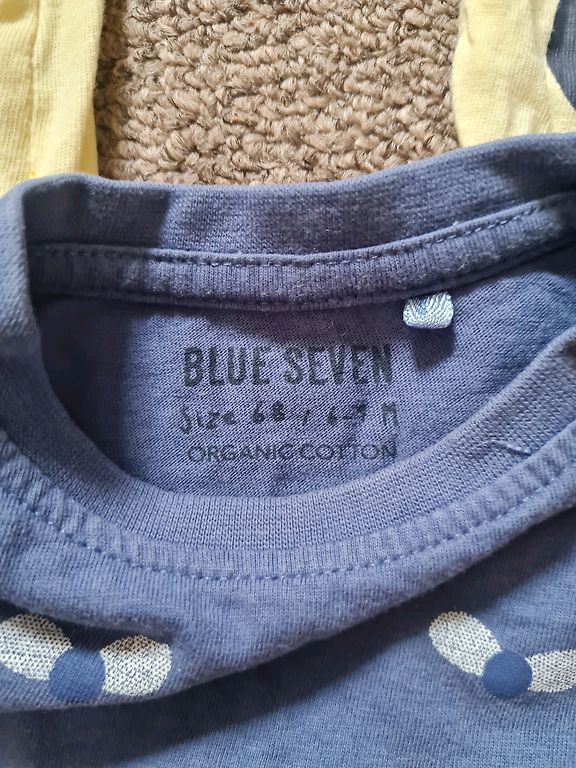 BLUE SEVEN
Size 68 / 6-9 M
ORGANIC COTTON